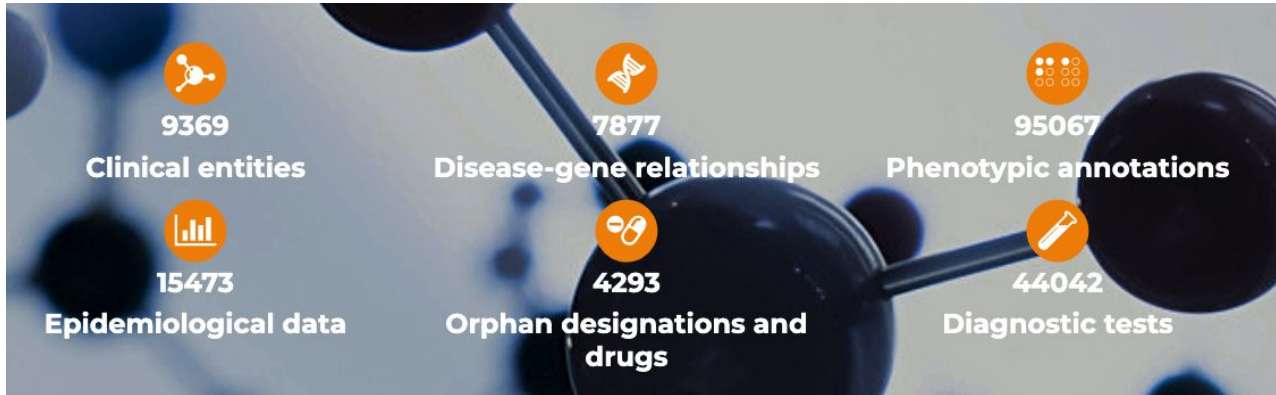 9369
Clinical entities
7877
Disease-gene relationships
95067
Phenotypic annotations
15473
Epidemiological data
4293
Orphan designations and
drugs
44042
Diagnostic tests